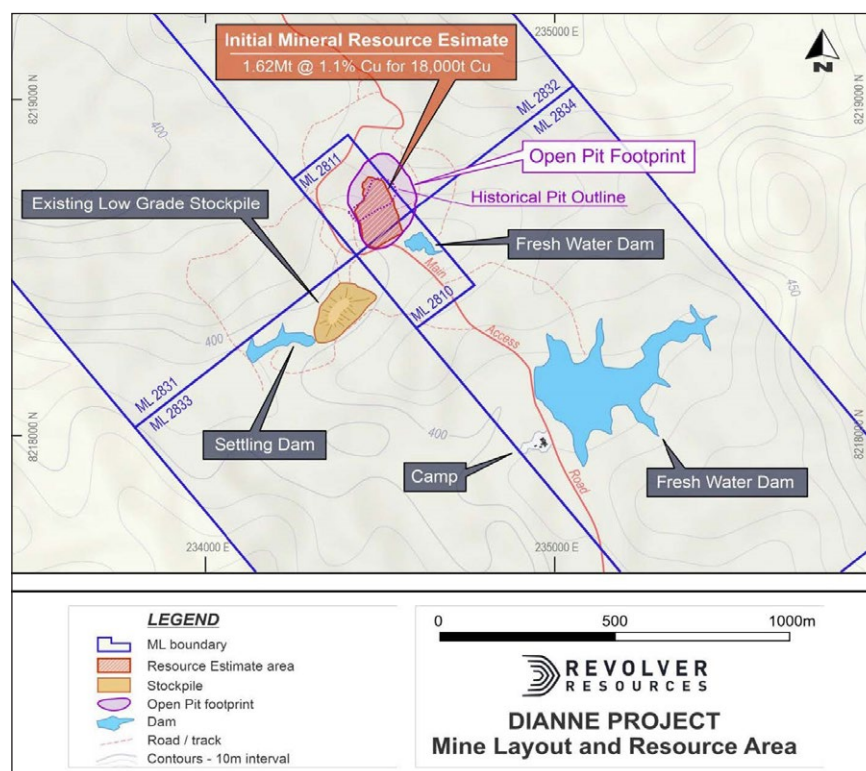 235000 E
Initial Mineral Resource Esimate
1.62Mt @ 1.1% Cu for 18,000t Cu
N
8219000 N
8219000 N
400
ML 2832
ML 2834
ML 2811
Open Pit Footprint
Historical Pit Outline
Existing Low Grade Stockpile
Fresh Water Dam
Main
ML 2810
450
Access
400
ML 2831
ML 2833
8218000 N
8218000 N
Settling Dam
400
Camp
Road
Fresh Water Dam
234000 E
235000 E
LEGEND
ML boundary
Resource Estimate area
Stockpile
Open Pit footprint
Dam
Road / track
Contours - 10m interval
0 500 1000m
REVOLVER
RESOURCES
DIANNE PROJECT
Mine Layout and Resource Area